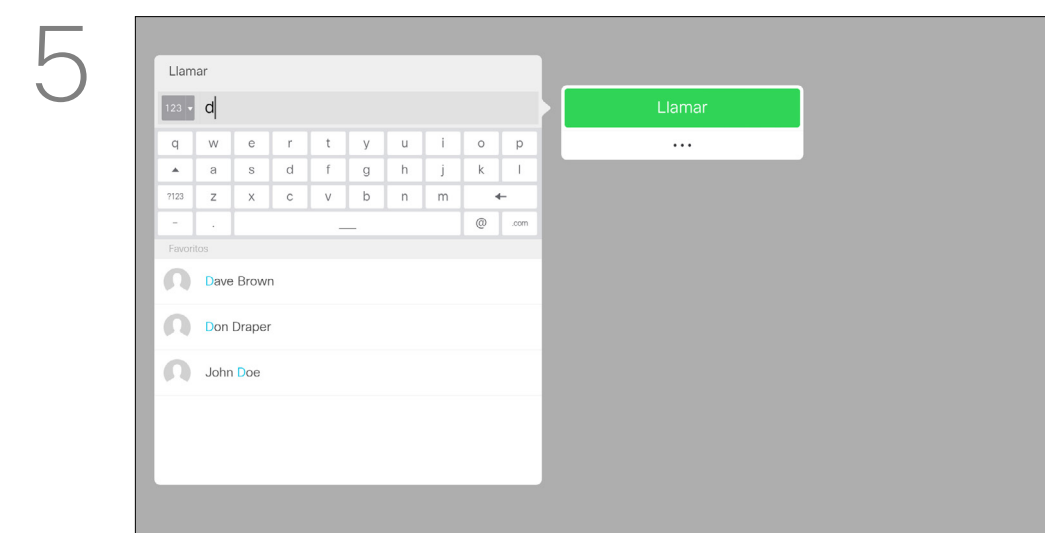 5
Llamar
123 d
q w e r t y u i o p
a s d f g h j k l
?123 z x c v b n m
- . @ .com
Favoritos
Dave Brown
Don Draper
John Doe
Llamar
...